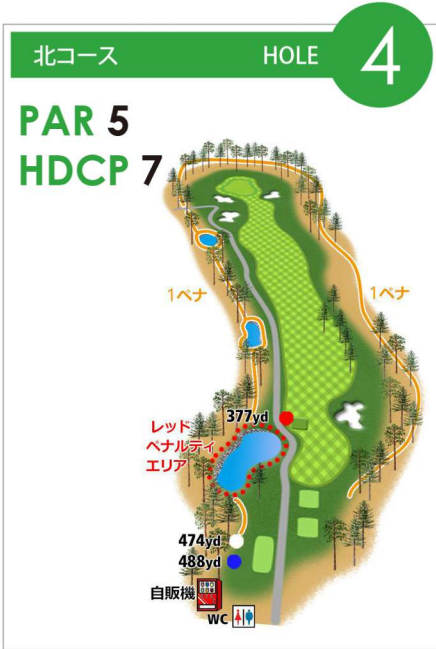 北コース
HOLE
4
PAR 5
HDCP 7
1ペナ
1ペナ
377yd
レッド
ペナルティ
エリア
474yd
488yd
自販機
WC